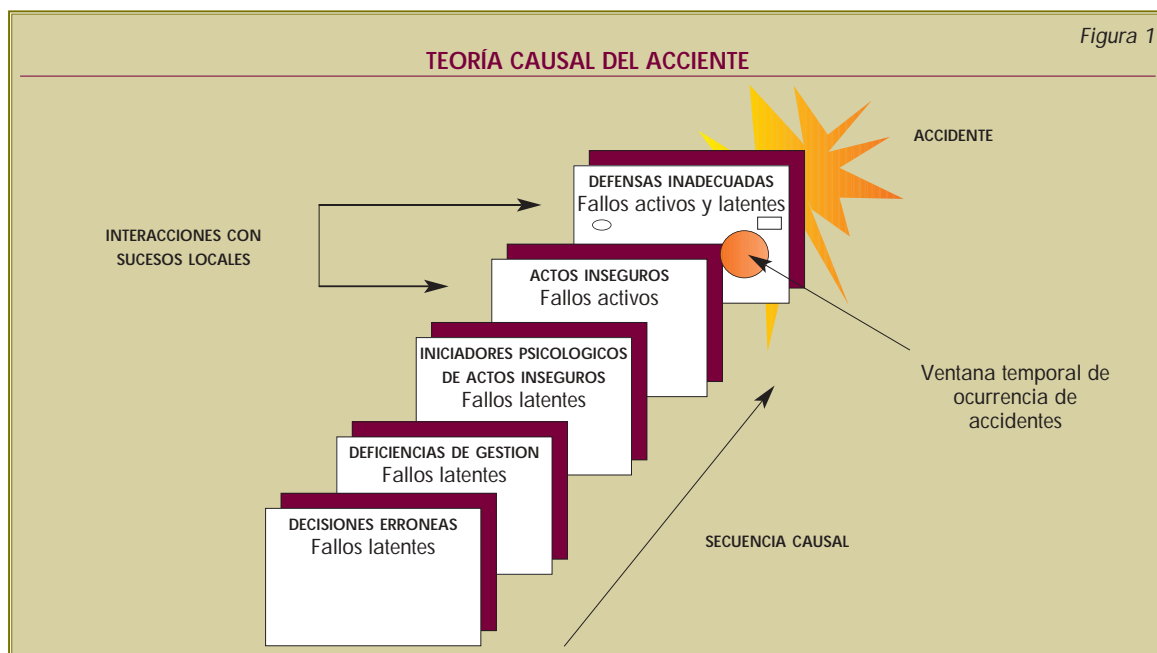 Figura 1
TEORÍA CAUSAL DEL ACCIENTE
ACCIDENTE
DEFENSAS INADECUADAS
Fallos activos y latentes
INTERACCIONES CON
SUCESOS LOCALES
ACTOS INSEGUROS
Fallos activos
INICIADORES PSICOLOGICOS
DE ACTOS INSEGUROS
Fallos latentes
Ventana temporal de
ocurrencia de
accidentes
DEFICIENCIAS DE GESTION
Fallos latentes
DECISIONES ERRONEAS
Fallos latentes
SECUENCIA CAUSAL